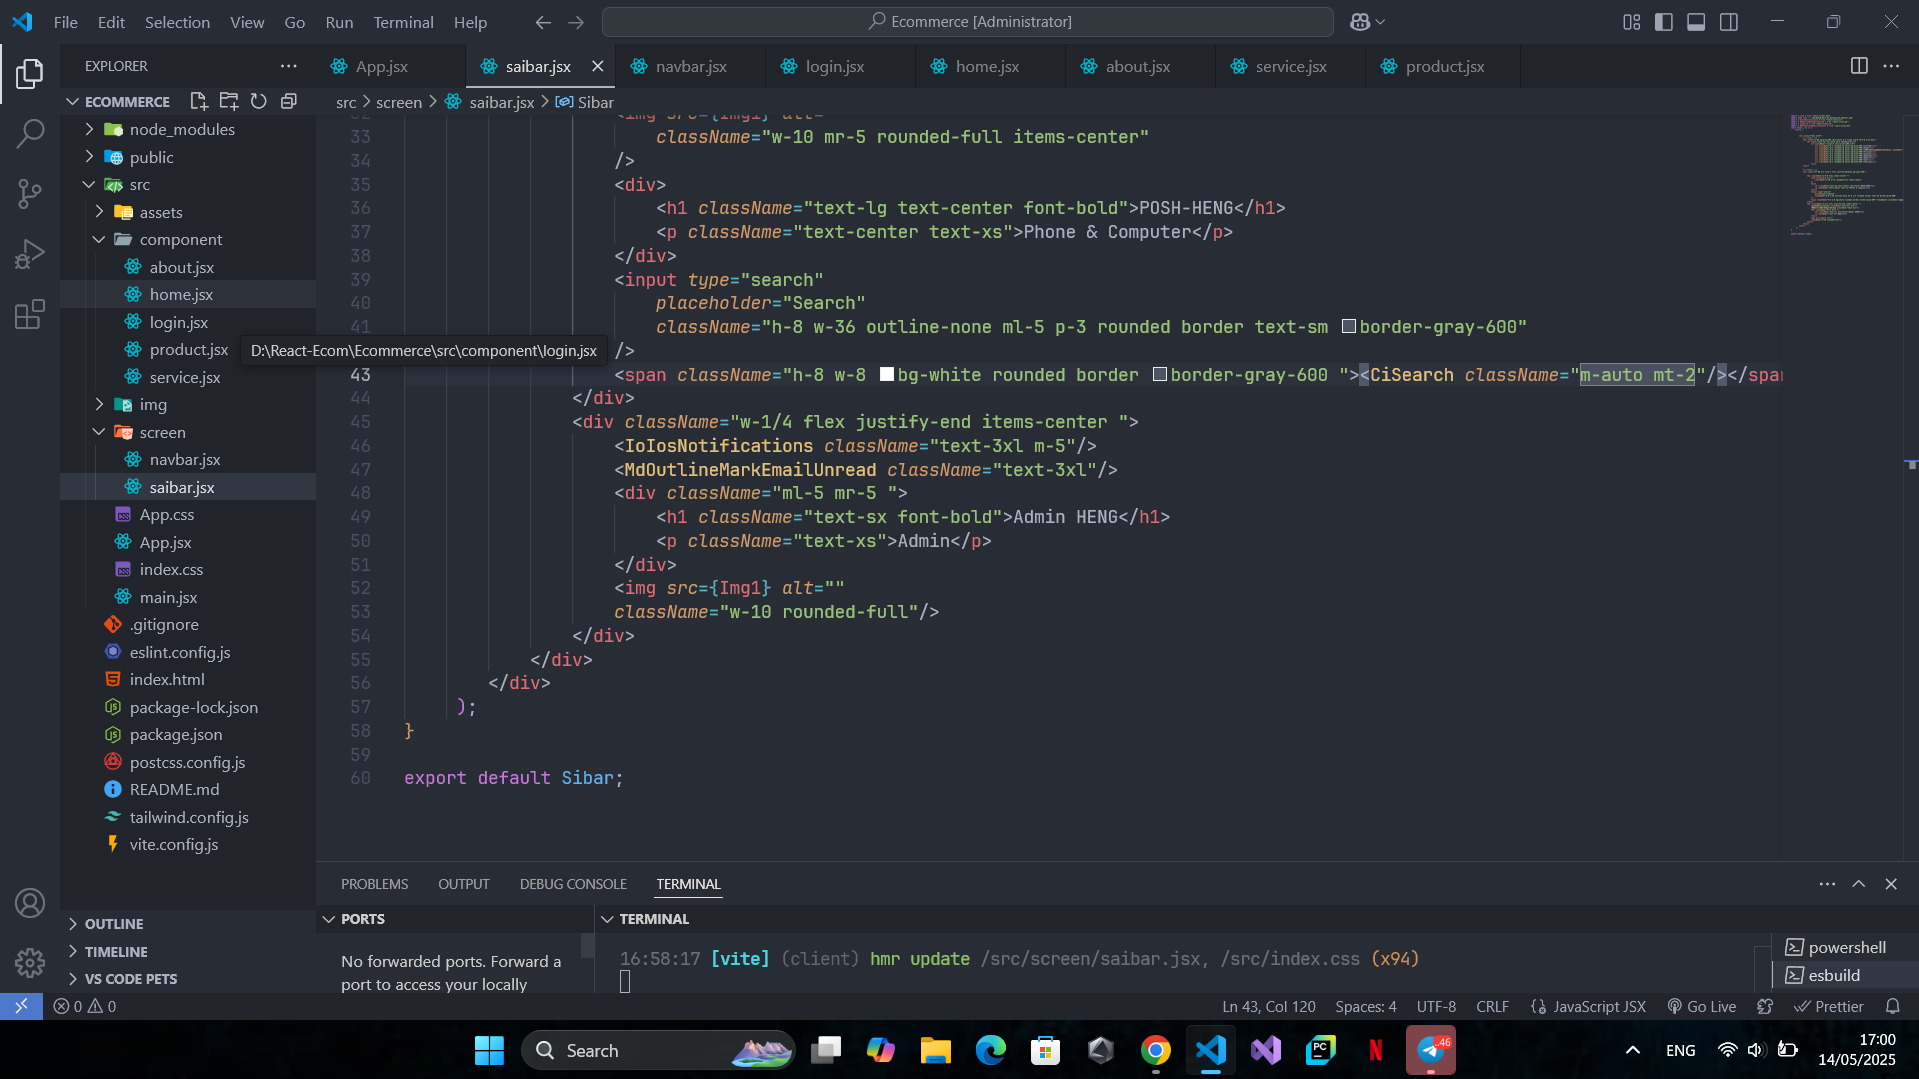 File Edit Selection View Go Run Terminal Help
Ecommerce [Administrator]
EXPLORER
App.jsx
saibar.jsx
navbar.jsx
login.jsx
home.jsx
about.jsx
service.jsx
product.jsx
ECOMMERCE
src > screen > saibar.jsx > Sibar
node_modules
public
src
assets
component
about.jsx
home.jsx
login.jsx
product.jsx
service.jsx
img
screen
navbar.jsx
saibar.jsx
App.css
App.jsx
index.css
main.jsx
.gitignore
eslint.config.js
index.html
package-lock.json
package.json
postcss.config.js
README.md
tailwind.config.js
vite.config.js
OUTLINE
TIMELINE
VS CODE PETS
D:\React-Ecom\Ecommerce\src\component\login.jsx
32 <img src={Img1} alt=""
33 className="w-10 mr-5 rounded-full items-center"
34 />
35 <div>
36 <h1 className="text-lg text-center font-bold">POSH-HENG</h1>
37 <p className="text-center text-xs">Phone & Computer</p>
38 </div>
39 <input type="search"
40 placeholder="Search"
41 className="h-8 w-36 outline-none ml-5 p-3 rounded border text-sm border-gray-600"
/>
43 <span className="h-8 w-8 bg-white rounded border border-gray-600 "><CiSearch className="m-auto mt-2"/></span
44 </div>
45 <div className="w-1/4 flex justify-end items-center ">
46 <IoIosNotifications className="text-3xl m-5"/>
47 <MdOutlineMarkEmailUnread className="text-3xl"/>
48 <div className="ml-5 mr-5 ">
49 <h1 className="text-sx font-bold">Admin HENG</h1>
50 <p className="text-xs">Admin</p>
51 </div>
52 <img src={Img1} alt=""
53 className="w-10 rounded-full"/>
54 </div>
55 </div>
56 </div>
57 );
58 }
59
60 export default Sibar;
PROBLEMS OUTPUT DEBUG CONSOLE TERMINAL
PORTS
No forwarded ports. Forward a
port to access your locally
TERMINAL
16:58:17 [vite] (client) hmr update /src/screen/saibar.jsx, /src/index.css (x94)
powershell
esbuild
0 0
Ln 43, Col 120 Spaces: 4 UTF-8 CRLF {} JavaScript JSX Go Live Prettier
Search
PC
N
..46
ENG
17:00
14/05/2025